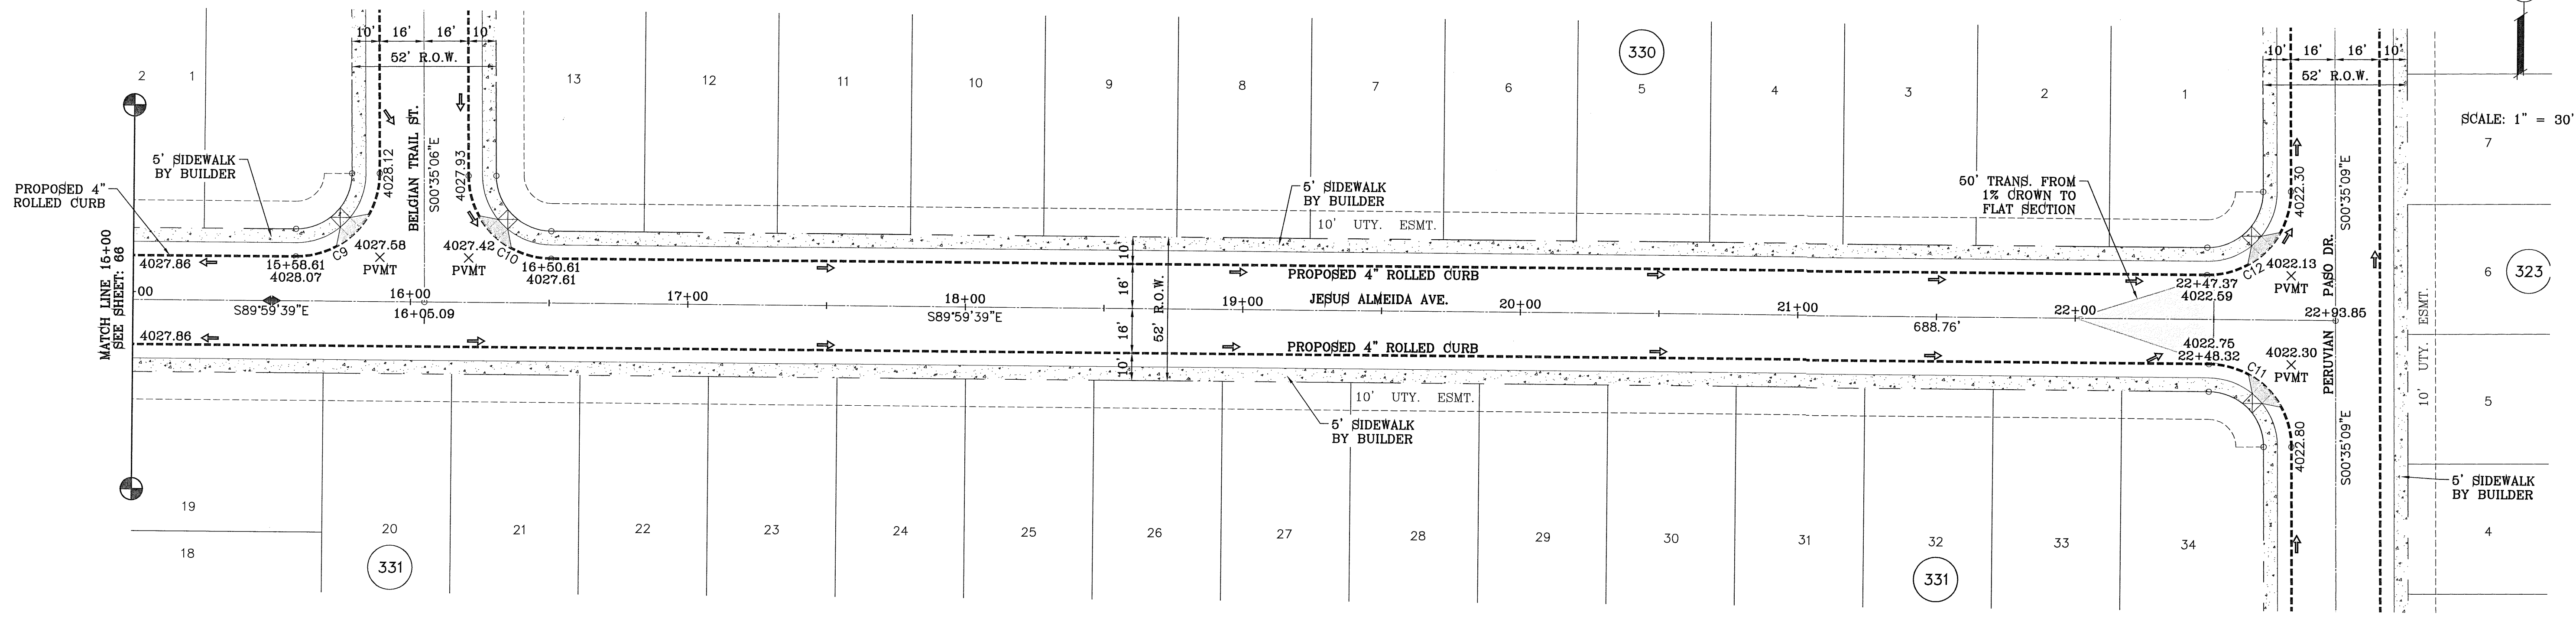 10' 16' 16' 10'
52' R.O.W.
2 1
13 12 11 10 9 8 7 6 5 4 3 2 1
330
10' 16' 16' 10'
52' R.O.W.
SCALE: 1" = 30'
7
5' SIDEWALK
BY BUILDER
PROPOSED 4"
ROLLED CURB
4028.12
BELGIAN TRAIL ST.
S00°35'06"E
4027.93
5' SIDEWALK
BY BUILDER
10' UTY. ESMT.
50' TRANS. FROM
1% CROWN TO
FLAT SECTION
4022.30
S00°35'09"E
MATCH LINE 15+00
SEE SHEET: 66
4027.86
15+58.61
4028.07
C9
4027.58
PVMT
4027.42
PVMT
C10
16+50.61
4027.61
10'
16'
52' R.O.W.
16'
10'
PROPOSED 4" ROLLED CURB
22+47.37
4022.59
C12
4022.13
PVMT
PERUVIAN PASO DR.
6
323
00
S89°59'39"E
16+00
16+05.09
17+00
18+00
S89°59'39"E
19+00
JESUS ALMEIDA AVE.
20+00
21+00
688.76'
22+00
22+93.85
10' UTY. ESMT.
4027.86
PROPOSED 4" ROLLED CURB
4022.75
22+48.32
4022.30
PVMT
C11
10' UTY. ESMT.
5
5' SIDEWALK
BY BUILDER
4022.80
S00°35'09"E
5' SIDEWALK
BY BUILDER
19
18
20 21 22 23 24 25 26 27 28 29 30 31 32 33 34
4
331
331